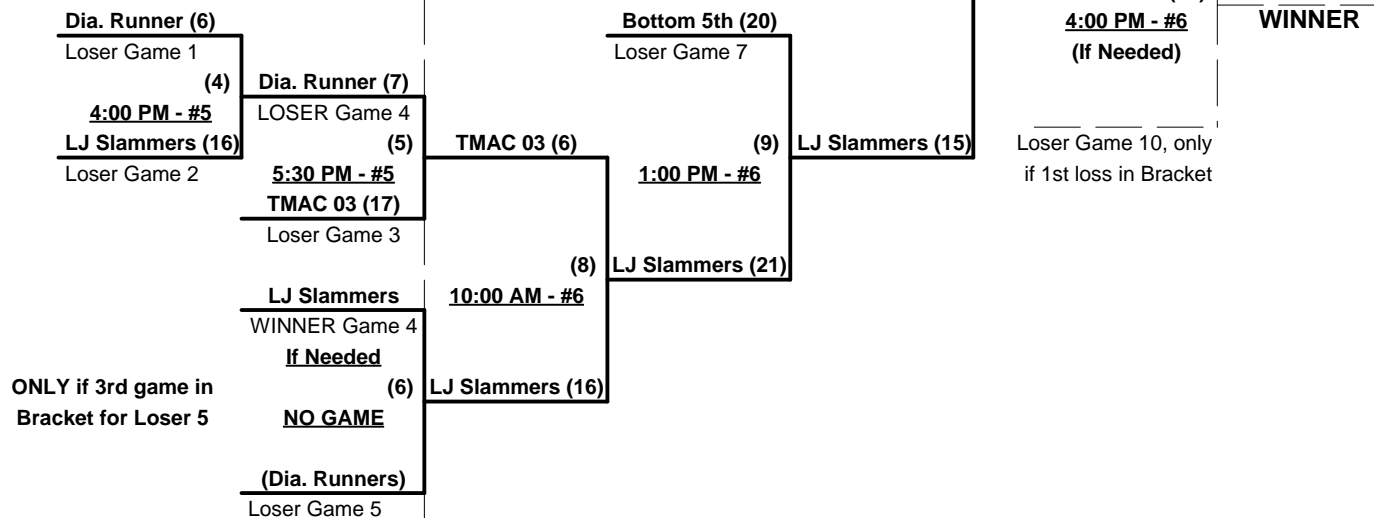 Dia. Runner (6)
Loser Game 1
(4)
4:00 PM - #5
LJ Slammers (16)
Loser Game 2
Dia. Runner (7)
LOSER Game 4
(5)
5:30 PM - #5
TMAC 03 (17)
Loser Game 3
LJ Slammers
WINNER Game 4
If Needed
(6)
NO GAME
(Dia. Runners)
Loser Game 5
ONLY if 3rd game in
Bracket for Loser 5
TMAC 03 (6)
(8)
10:00 AM - #6
LJ Slammers (16)
Bottom 5th (20)
Loser Game 7
(9)
1:00 PM - #6
LJ Slammers (21)
LJ Slammers (15)
4:00 PM - #6
(If Needed)
Loser Game 10, only
if 1st loss in Bracket
WINNER